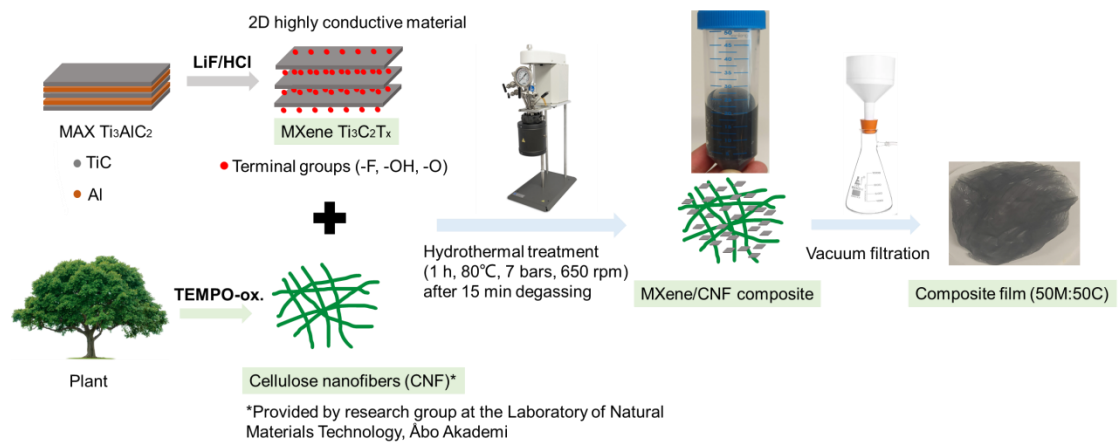 2D highly conductive material
LiF/HCl
MAX Ti₃AlC₂
MXene Ti₃C₂Tₓ
TiC
Al
Terminal groups (-F, -OH, -O)
Hydrothermal treatment
(1 h, 80℃, 7 bars, 650 rpm)
after 15 min degassing
MXene/CNF composite
Vacuum filtration
Composite film (50M:50C)
TEMPO-ox.
Plant
Cellulose nanofibers (CNF)*
*Provided by research group at the Laboratory of Natural
Materials Technology, Åbo Akademi